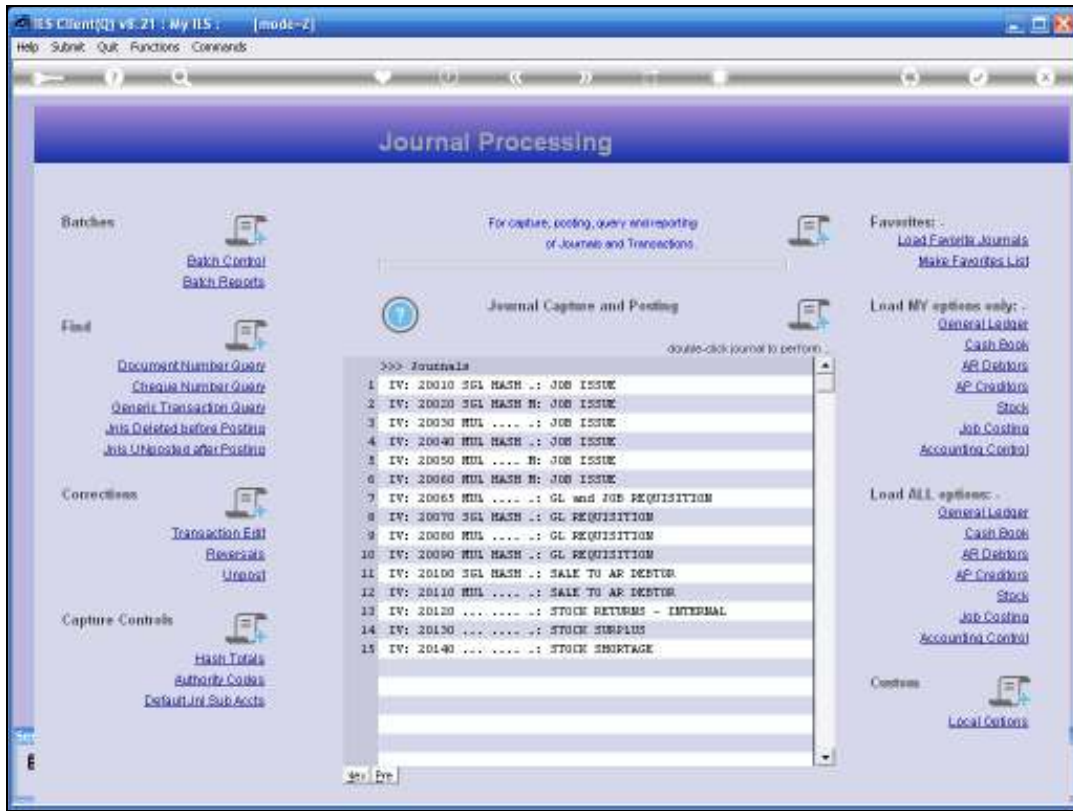 IES Client(Q) v8.21 : My IES : [mode=2]
Help Submit Quit Functions Commands
Journal Processing
Batches
Batch Control
Batch Reports
Find
Document Number Query
Cheque Number Query
Generic Transaction Query
Jnls Deleted before Posting
Jnls UNposted after Posting
Corrections
Transaction Edit
Reversals
Unpost
Capture Controls
Hash Totals
Authority Codes
Default Jnl Sub Accts
For capture, posting, query and reporting
of Journals and Transactions.
Journal Capture and Posting
double-click journal to perform .
>>> Journals
1 IV: 20010 SGL HASH .: JOB ISSUE
2 IV: 20020 SGL HASH N: JOB ISSUE
3 IV: 20030 MUL .... .: JOB ISSUE
4 IV: 20040 MUL HASH .: JOB ISSUE
5 IV: 20050 MUL .... N: JOB ISSUE
6 IV: 20060 MUL HASH N: JOB ISSUE
7 IV: 20065 MUL .... .: GL and JOB REQUISITION
8 IV: 20070 SGL HASH .: GL REQUISITION
9 IV: 20080 MUL .... .: GL REQUISITION
10 IV: 20090 MUL HASH .: GL REQUISITION
11 IV: 20100 SGL HASH .: SALE TO AR DEBTOR
12 IV: 20110 MUL .... .: SALE TO AR DEBTOR
13 IV: 20120 ... .... .: STOCK RETURNS - INTERNAL
14 IV: 20130 ... .... .: STOCK SURPLUS
15 IV: 20140 ... .... .: STOCK SHORTAGE
Pre
Favorites: .
Load Favorite Journals
Make Favorites List
Load MY options only: .
General Ledger
Cash Book
AR Debtors
AP Creditors
Stock
Job Costing
Accounting Control
Load ALL options: .
General Ledger
Cash Book
AR Debtors
AP Creditors
Stock
Job Costing
Accounting Control
Custom
Local Options